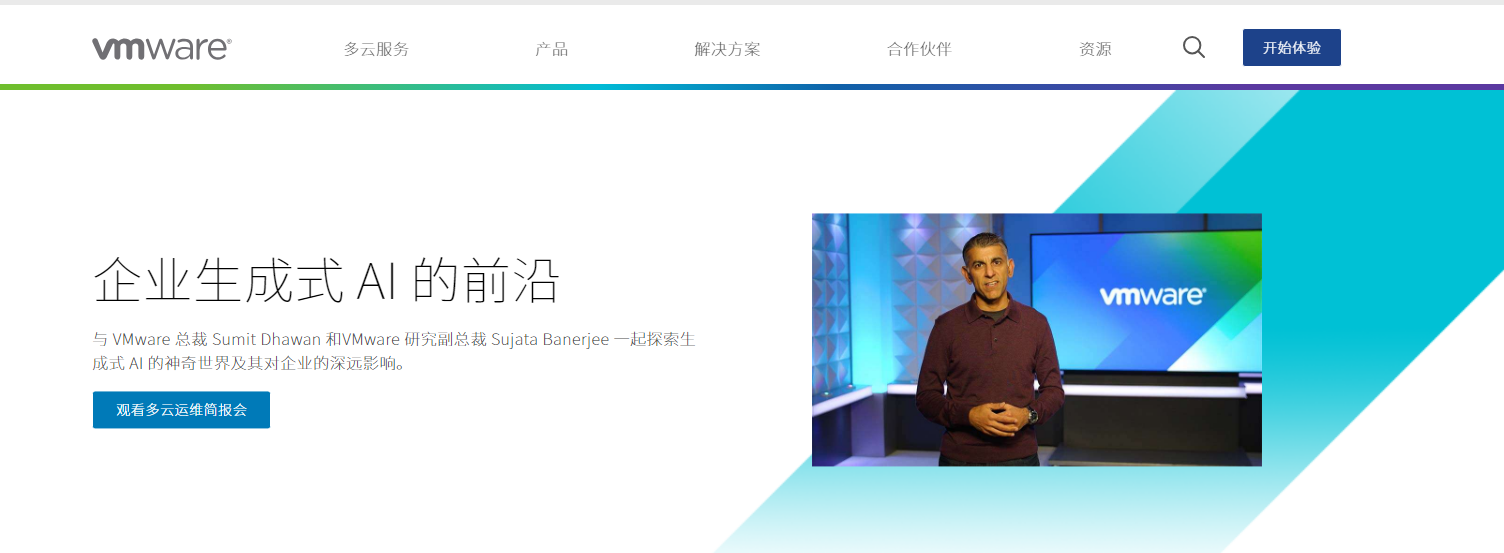 vmware®
多云服务
产品
解决方案
合作伙伴
资源
开始体验
企业生成式 AI 的前沿
与 VMware 总裁 Sumit Dhawan 和VMware 研究副总裁 Sujata Banerjee 一起探索生
成式 AI 的神奇世界及其对企业的深远影响。
观看多云运维简报会
vmware®